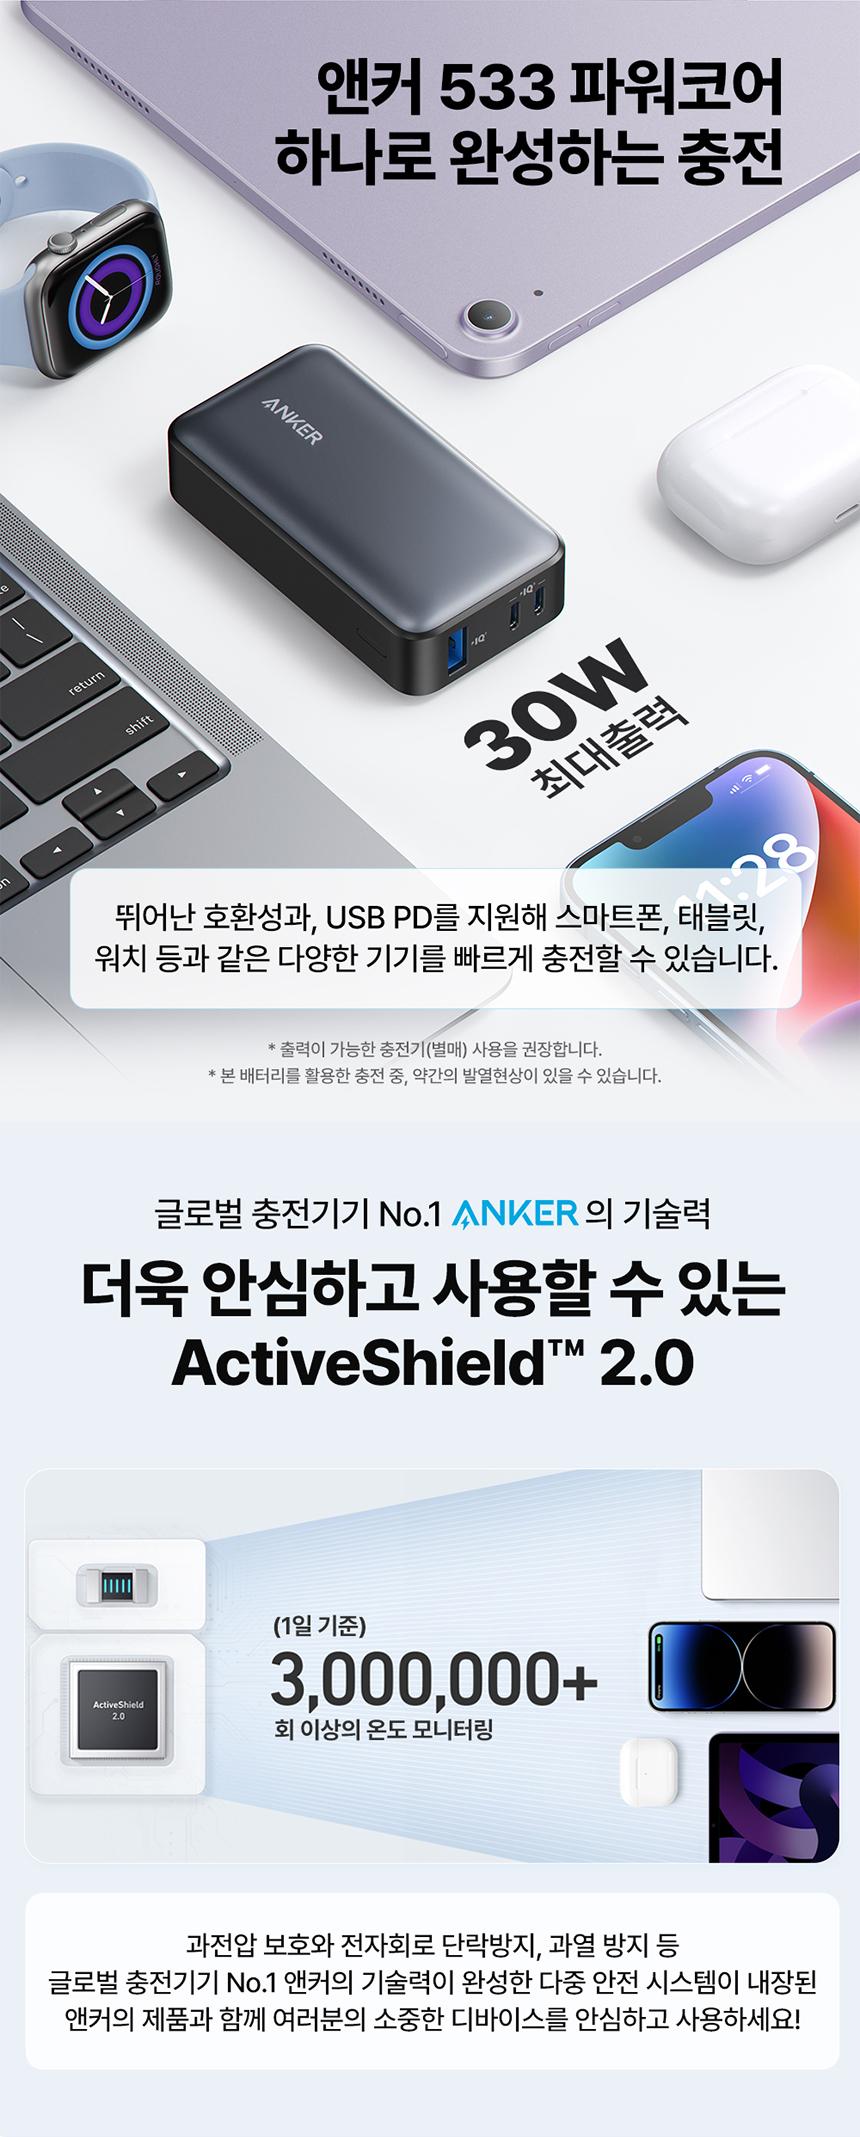 앤커 533 파워코어
하나로 완성하는 충전
ANKER
IQ
IQ
return
shift
30W
최대출력
11:28
뛰어난 호환성과, USB PD를 지원해 스마트폰, 태블릿,
워치 등과 같은 다양한 기기를 빠르게 충전할 수 있습니다.
* 출력이 가능한 충전기(별매) 사용을 권장합니다.
* 본 배터리를 활용한 충전 중, 약간의 발열현상이 있을 수 있습니다.
글로벌 충전기기 No.1 ANKER의 기술력
더욱 안심하고 사용할 수 있는
ActiveShield™ 2.0
(1일 기준)
3,000,000+
회 이상의 온도 모니터링
ActiveShield
2.0
과전압 보호와 전자회로 단락방지, 과열 방지 등
글로벌 충전기기 No.1 앤커의 기술력이 완성한 다중 안전 시스템이 내장된
앤커의 제품과 함께 여러분의 소중한 디바이스를 안심하고 사용하세요!